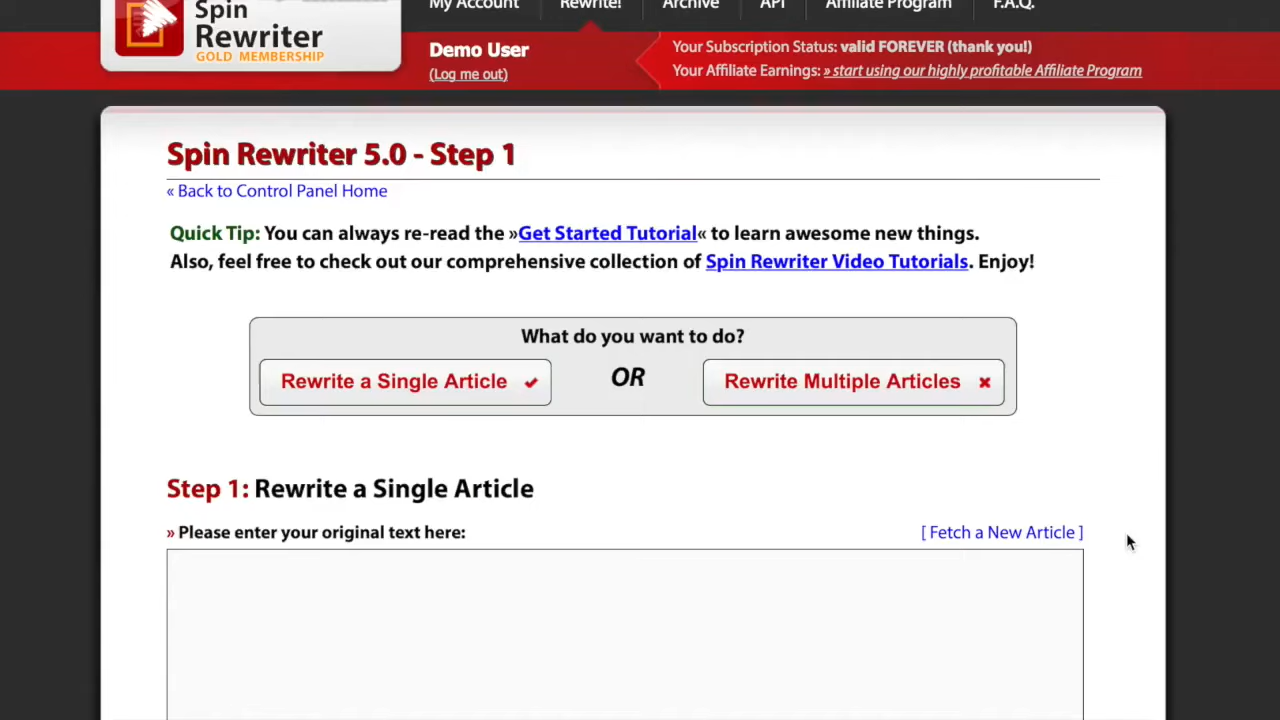 My Account Rewrite! Archive API Affiliate Program F.A.Q.
Spin
Rewriter
GOLD MEMBERSHIP
Demo User
(Log me out)
Your Subscription Status: valid FOREVER (thank you!)
Your Affiliate Earnings: » start using our highly profitable Affiliate Program
Spin Rewriter 5.0 - Step 1
« Back to Control Panel Home
Quick Tip: You can always re-read the »Get Started Tutorial« to learn awesome new things.
Also, feel free to check out our comprehensive collection of Spin Rewriter Video Tutorials. Enjoy!
What do you want to do?
Rewrite a Single Article ✔ OR Rewrite Multiple Articles ✖
Step 1: Rewrite a Single Article
» Please enter your original text here: [ Fetch a New Article ]